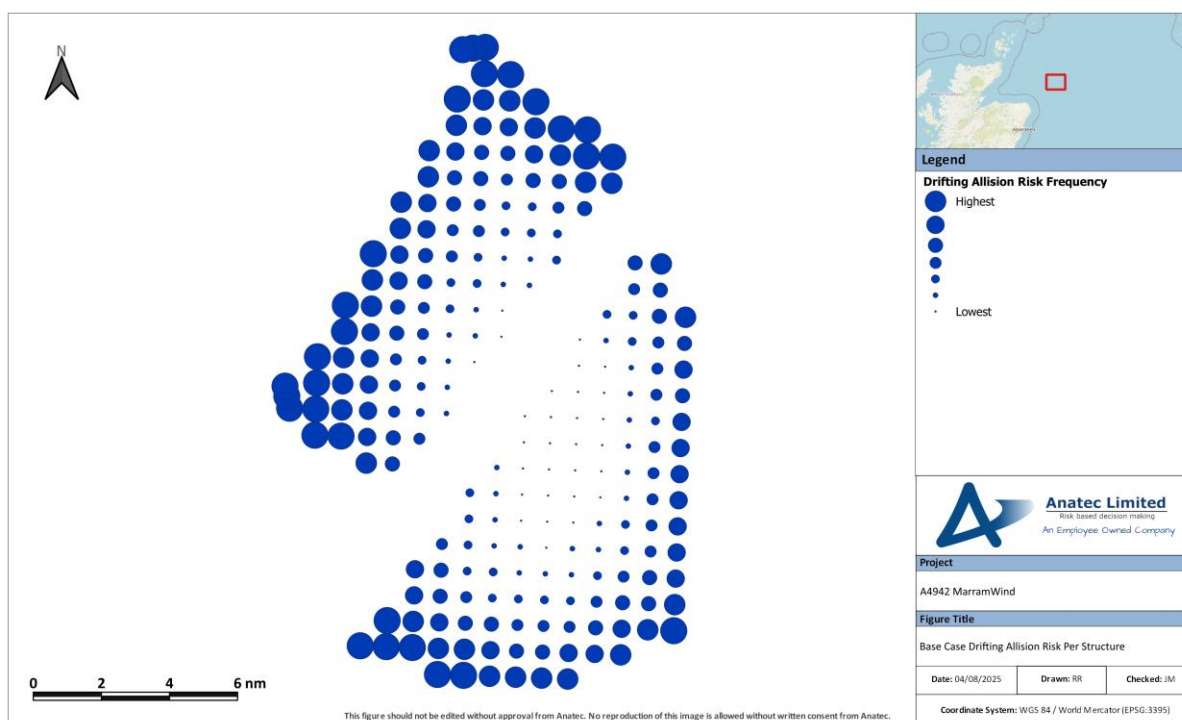 N
Aberdeen
Legend
Drifting Allision Risk Frequency
Highest
Lowest
Anatec Limited
Risk based decision making
An Employee Owned Company
Project
A4942 MarramWind
Figure Title
Base Case Drifting Allision Risk Per Structure
Date: 04/08/2025 Drawn: RR Checked: JM
Coordinate System: WGS 84 / World Mercator (EPSG:3395)
0 2 4 6 nm
This figure should not be edited without approval from Anatec. No reproduction of this image is allowed without written consent from Anatec.